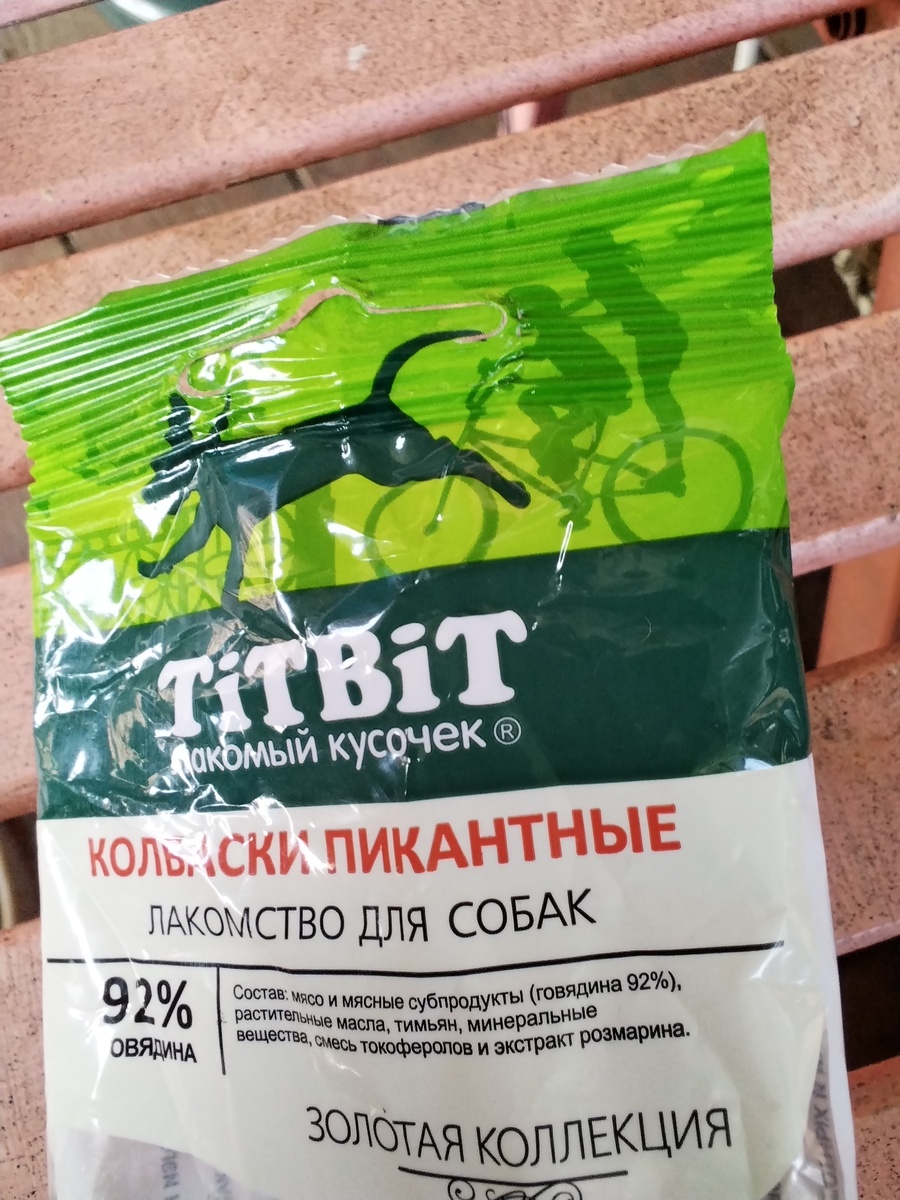 TiTBiT
лакомый кусочек ®
КОЛБАСКИ ПИКАНТНЫЕ
ЛАКОМСТВО ДЛЯ СОБАК
92%
ОВЯДИНА
Состав: мясо и мясные субпродукты (говядина 92%),
растительные масла, тимьян, минеральные
вещества, смесь токоферолов и экстракт розмарина.
ЗОЛОТАЯ КОЛЛЕКЦИЯ